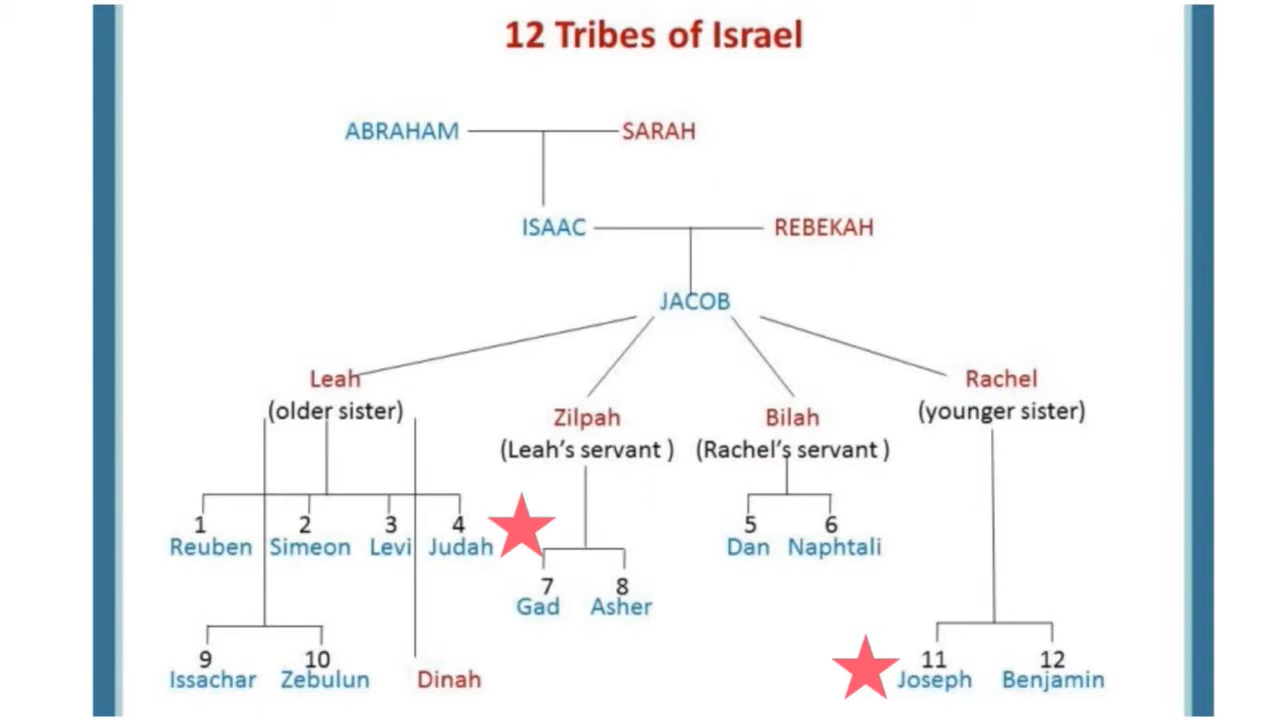 12 Tribes of Israel
ABRAHAM SARAH
ISAAC REBEKAH
JACOB
Leah
(older sister)
Zilpah
(Leah's servant )
Bilah
(Rachel's servant )
Rachel
(younger sister)
1 2 3 4
Reuben Simeon Levi Judah
5 6
Dan Naphtali
7 8
Gad Asher
9 10
Issachar Zebulun Dinah
11 12
Joseph Benjamin